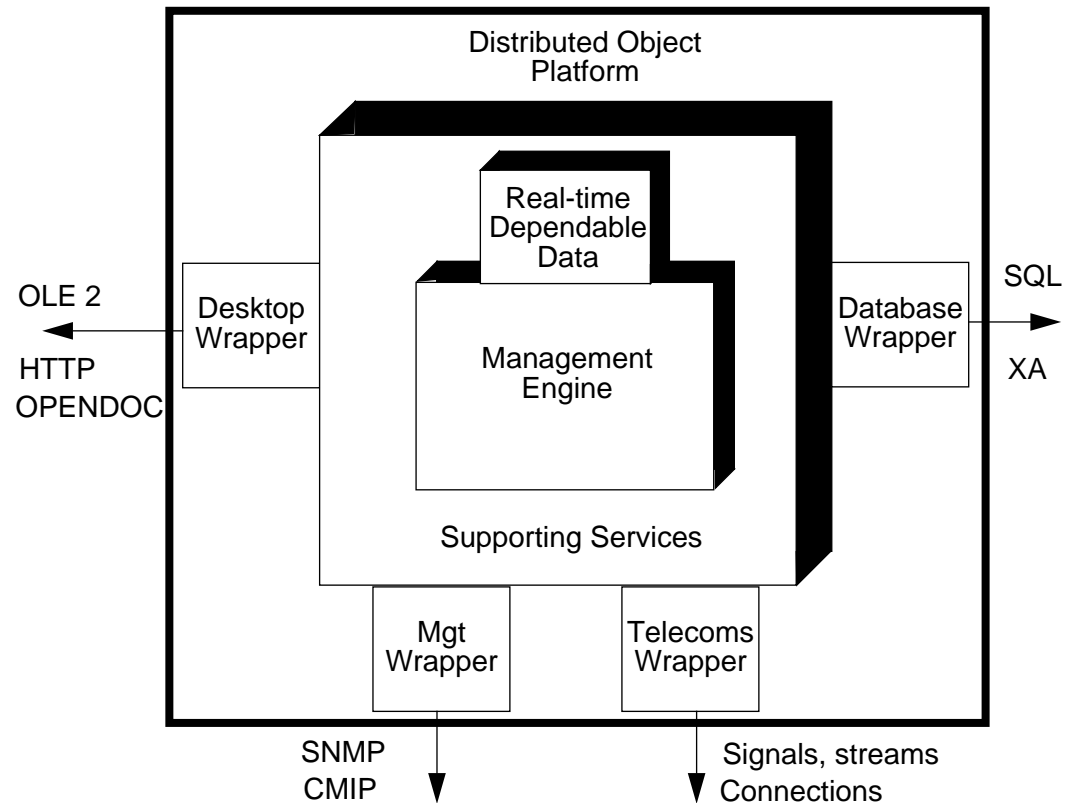 Distributed Object
Platform
Real-time
Dependable
Data
OLE 2
HTTP
OPENDOC
Desktop
Wrapper
Management
Engine
Database
Wrapper
SQL
XA
Supporting Services
Mgt
Wrapper
Telecoms
Wrapper
SNMP
CMIP
Signals, streams
Connections